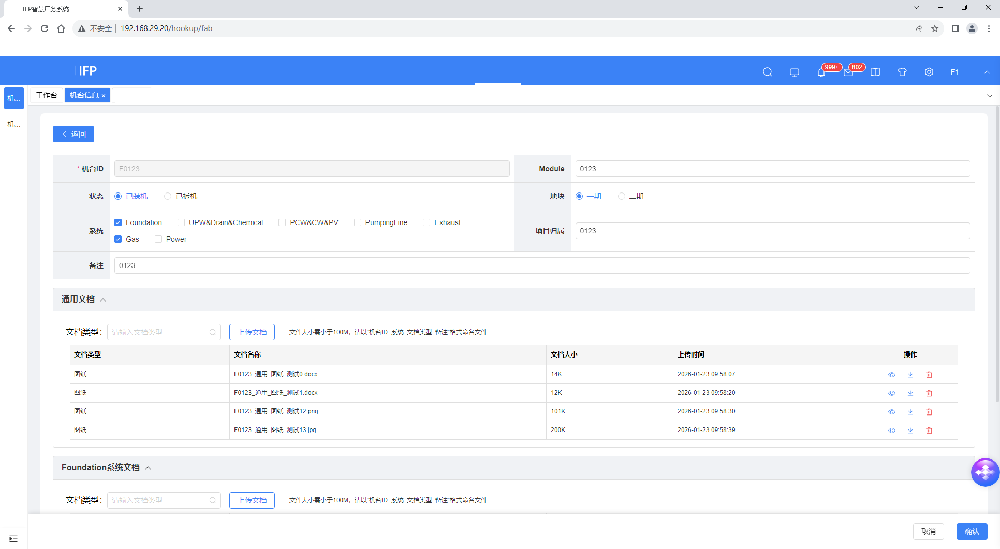 IFP智慧厂务系统
不安全 192.168.29.20/hookup/fab
IFP
999+
802
F1
机...
工作台
机台信息
机...
返回
* 机台ID F0123 Module 0123
状态 已装机 已拆机 地块 一期 二期
系统 Foundation UPW&Drain&Chemical PCW&CW&PV PumpingLine Exhaust
Gas Power
项目归属 0123
备注 0123
通用文档
文档类型： 请输入文档类型 上传文档 文件大小需小于100M，请以“机台ID_系统_文档类型_备注”格式命名文件
文档类型 文档名称 文档大小 上传时间 操作
图纸 F0123_通用_图纸_测试0.docx 14K 2026-01-23 09:58:07
图纸 F0123_通用_图纸_测试1.docx 12K 2026-01-23 09:58:20
图纸 F0123_通用_图纸_测试12.png 101K 2026-01-23 09:58:30
图纸 F0123_通用_图纸_测试13.jpg 200K 2026-01-23 09:58:39
Foundation系统文档
文档类型： 请输入文档类型 上传文档 文件大小需小于100M，请以“机台ID_系统_文档类型_备注”格式命名文件
取消 确认